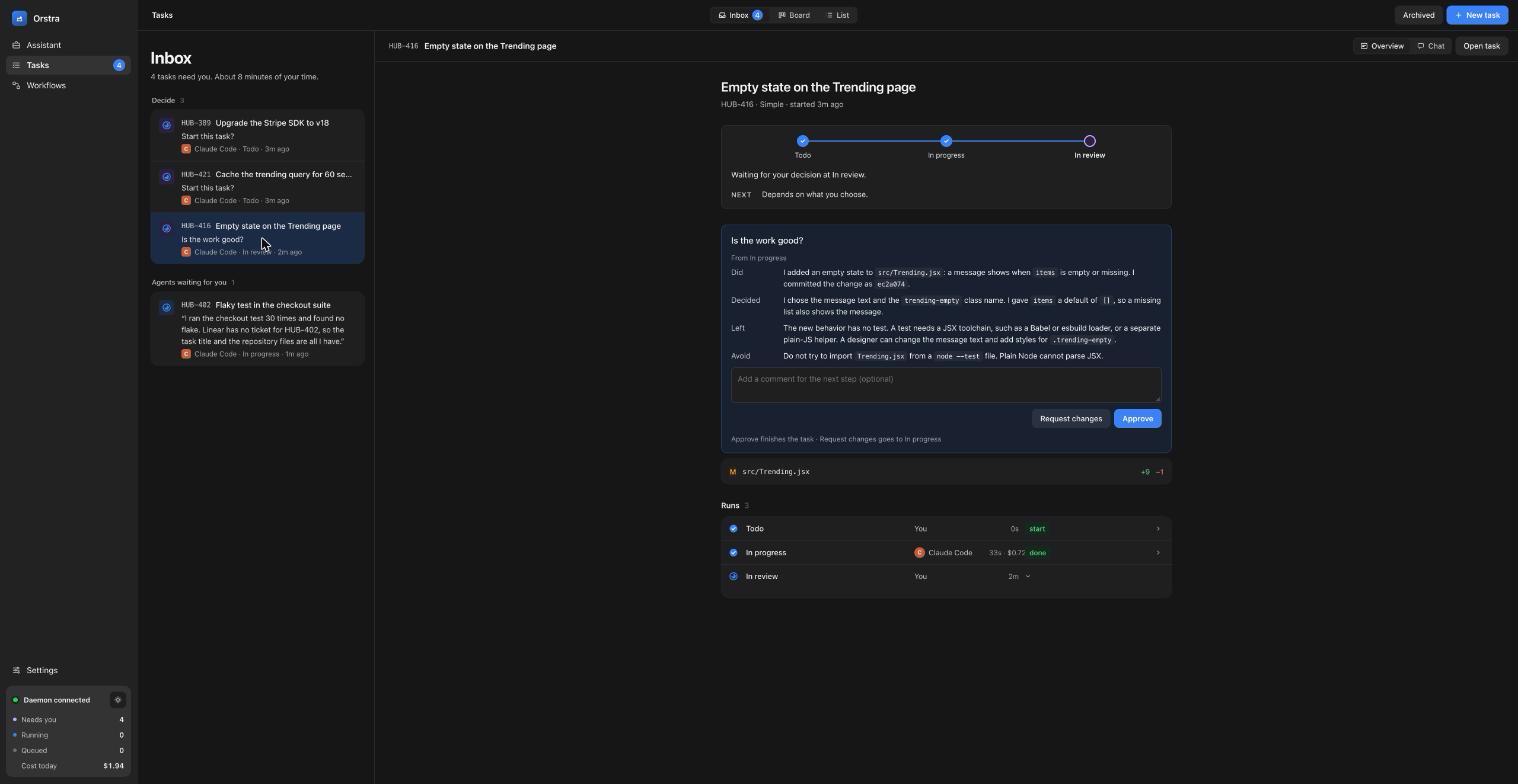 Orstra
Assistant
Tasks 4
Workflows
Settings
Daemon connected
Needs you 4
Running 0
Queued 0
Cost today $1.94
Tasks
Inbox 4
Board
List
Archived
+ New task
Inbox
4 tasks need you. About 8 minutes of your time.
Decide 3
HUB-389 Upgrade the Stripe SDK to v18
Start this task?
C Claude Code · Todo · 3m ago
HUB-421 Cache the trending query for 60 se...
Start this task?
C Claude Code · Todo · 3m ago
HUB-416 Empty state on the Trending page
Is the work good?
C Claude Code · In review · 2m ago
Agents waiting for you 1
HUB-402 Flaky test in the checkout suite
“I ran the checkout test 30 times and found no
flake. Linear has no ticket for HUB-402, so the
task title and the repository files are all I have.”
C Claude Code · In progress · 1m ago
HUB-416 Empty state on the Trending page
Overview
Chat
Open task
Empty state on the Trending page
HUB-416 · Simple · started 3m ago
Todo
In progress
In review
Waiting for your decision at In review.
NEXT Depends on what you choose.
Is the work good?
From In progress
Did I added an empty state to src/Trending.jsx : a message shows when items is empty or missing. I
committed the change as ec2a074 .
Decided I chose the message text and the trending-empty class name. I gave items a default of [] , so a missing
list also shows the message.
Left The new behavior has no test. A test needs a JSX toolchain, such as a Babel or esbuild loader, or a separate
plain-JS helper. A designer can change the message text and add styles for .trending-empty .
Avoid Do not try to import Trending.jsx from a node --test file. Plain Node cannot parse JSX.
Add a comment for the next step (optional)
Request changes
Approve
Approve finishes the task · Request changes goes to In progress
M src/Trending.jsx +9 −1
Runs 3
Todo You 0s start
In progress C Claude Code 33s · $0.72 done
In review You 2m